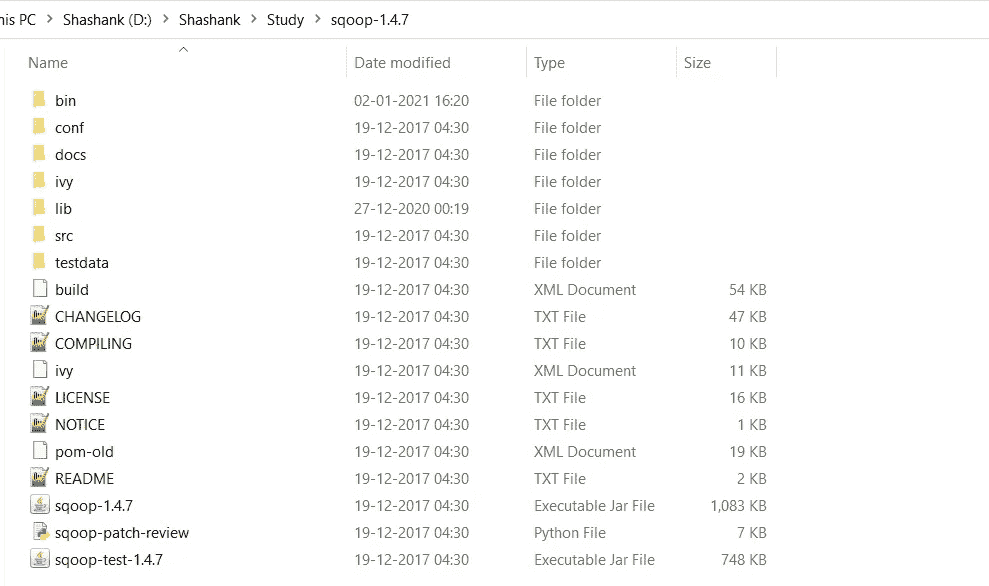 his PC > Shashank (D:) > Shashank > Study > sqoop-1.4.7
Name Date modified Type Size
bin 02-01-2021 16:20 File folder
conf 19-12-2017 04:30 File folder
docs 19-12-2017 04:30 File folder
ivy 19-12-2017 04:30 File folder
lib 27-12-2020 00:19 File folder
src 19-12-2017 04:30 File folder
testdata 19-12-2017 04:30 File folder
build 19-12-2017 04:30 XML Document 54 KB
CHANGELOG 19-12-2017 04:30 TXT File 47 KB
COMPILING 19-12-2017 04:30 TXT File 10 KB
ivy 19-12-2017 04:30 XML Document 11 KB
LICENSE 19-12-2017 04:30 TXT File 16 KB
NOTICE 19-12-2017 04:30 TXT File 1 KB
pom-old 19-12-2017 04:30 XML Document 19 KB
README 19-12-2017 04:30 TXT File 2 KB
sqoop-1.4.7 19-12-2017 04:30 Executable Jar File 1,083 KB
sqoop-patch-review 19-12-2017 04:30 Python File 7 KB
sqoop-test-1.4.7 19-12-2017 04:30 Executable Jar File 748 KB